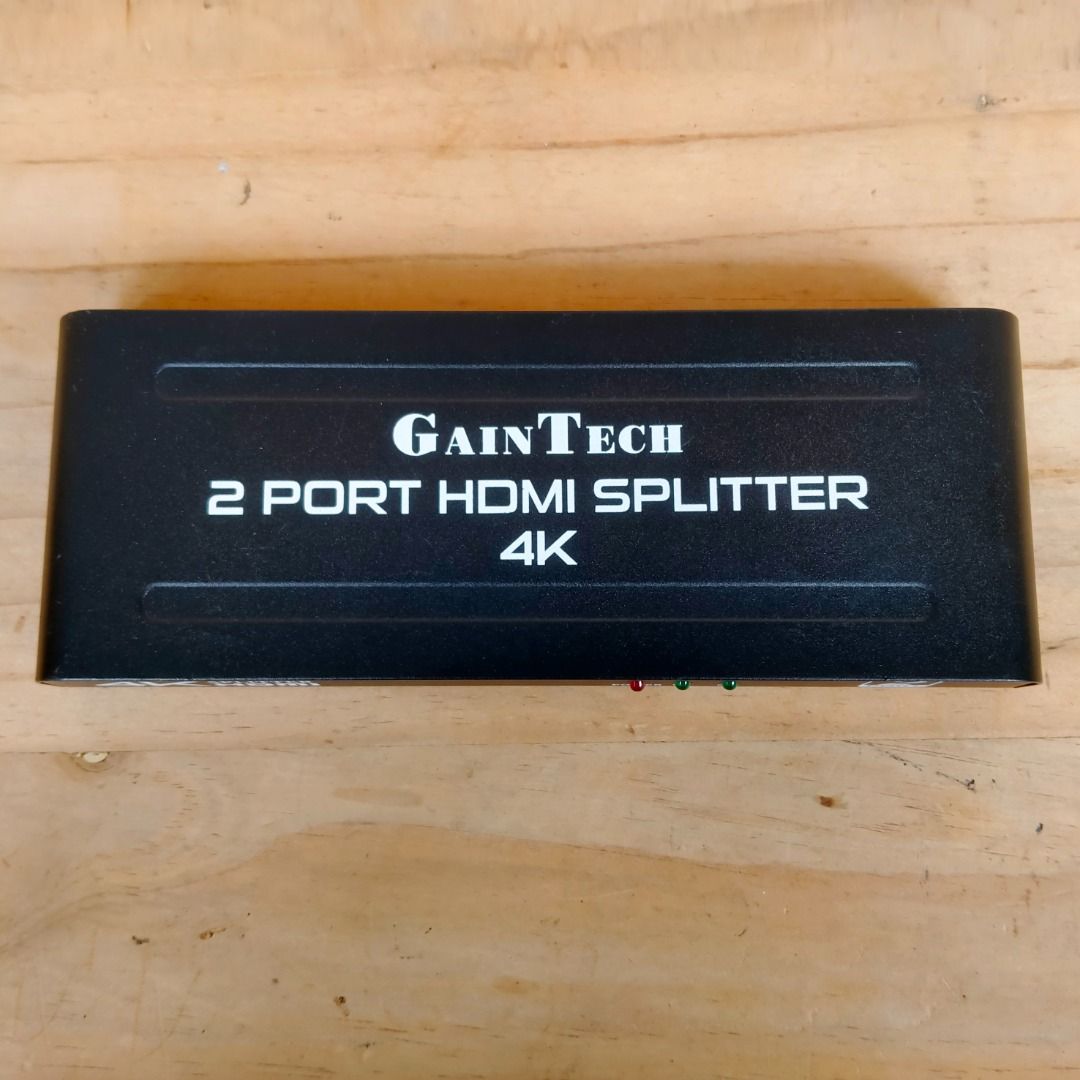 GAINTECH
2 PORT HDMI SPLITTER
4K